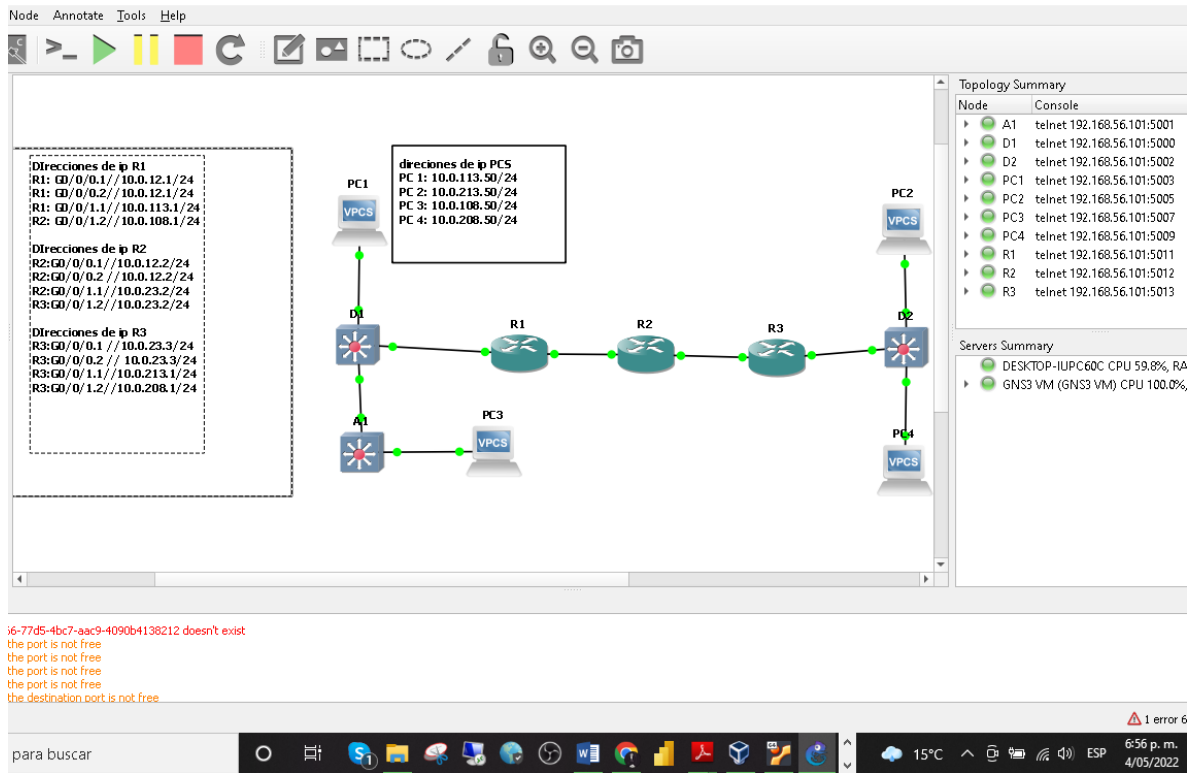 Node Annotate Tools Help
DIrecciones de ip R1
R1: G0/0/0.1//10.0.12.1/24
R1: G0/0/0.2//10.0.12.1/24
R1: G0/0/1.1//10.0.113.1/24
R2: G0/0/1.2//10.0.108.1/24
DIrecciones de ip R2
R2:G0/0/0.1//10.0.12.2/24
R2:G0/0/0.2 //10.0.12.2/24
R2:G0/0/1.1//10.0.23.2/24
R3:G0/0/1.2//10.0.23.2/24
DIrecciones de ip R3
R3:G0/0/0.1 //10.0.23.3/24
R3:G0/0/0.2 // 10.0.23.3/24
R3:G0/0/1.1//10.0.213.1/24
R3:G0/0/1.2//10.0.208.1/24
direciones de ip PCS
PC 1: 10.0.113.50/24
PC 2: 10.0.213.50/24
PC 3: 10.0.108.50/24
PC 4: 10.0.208.50/24
PC1
VPCS
PC2
VPCS
D1
R1
R2
R3
D2
A1
PC3
VPCS
PC4
VPCS
Topology Summary
Node Console
A1 telnet 192.168.56.101:5001
D1 telnet 192.168.56.101:5000
D2 telnet 192.168.56.101:5002
PC1 telnet 192.168.56.101:5003
PC2 telnet 192.168.56.101:5005
PC3 telnet 192.168.56.101:5007
PC4 telnet 192.168.56.101:5009
R1 telnet 192.168.56.101:5011
R2 telnet 192.168.56.101:5012
R3 telnet 192.168.56.101:5013
Servers Summary
DESKTOP-IUPC60C CPU 59.8%, RA
GNS3 VM (GNS3 VM) CPU 100.0%,
66-77d5-4bc7-aac9-4090b4138212 doesn't exist
the port is not free
the port is not free
the port is not free
the port is not free
the destination port is not free
1 error 6
para buscar
15°C
ESP
6:56 p. m.
4/05/2022